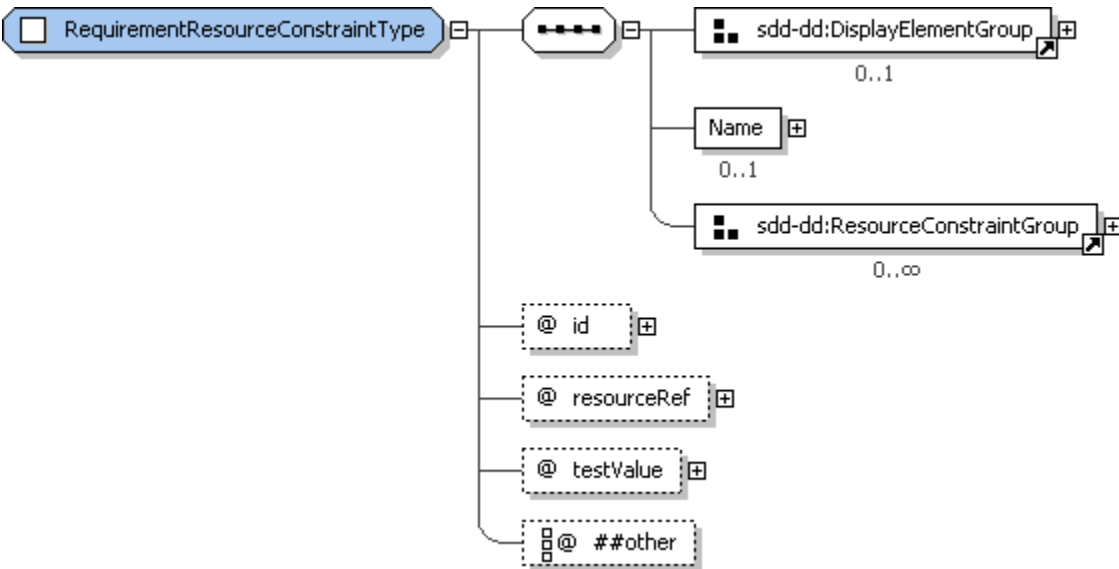 RequirementResourceConstraintType
sdd-dd:DisplayElementGroup
0..1
Name
0..1
sdd-dd:ResourceConstraintGroup
0..∞
@ id
@ resourceRef
@ testValue
@ ##other